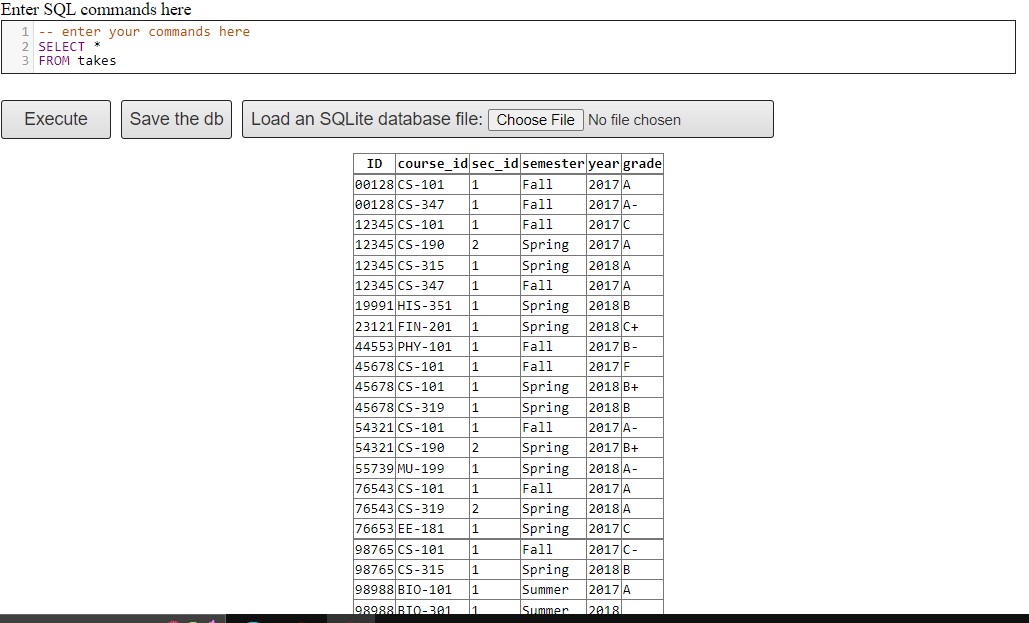 Enter SQL commands here
1 -- enter your commands here
2 SELECT *
3 FROM takes
Execute Save the db Load an SQLite database file: Choose File No file chosen
ID course_id sec_id semester year grade
00128 CS-101 1 Fall 2017 A
00128 CS-347 1 Fall 2017 A-
12345 CS-101 1 Fall 2017 C
12345 CS-190 2 Spring 2017 A
12345 CS-315 1 Spring 2018 A
12345 CS-347 1 Fall 2017 A
19991 HIS-351 1 Spring 2018 B
23121 FIN-201 1 Spring 2018 C+
44553 PHY-101 1 Fall 2017 B-
45678 CS-101 1 Fall 2017 F
45678 CS-101 1 Spring 2018 B+
45678 CS-319 1 Spring 2018 B
54321 CS-101 1 Fall 2017 A-
54321 CS-190 2 Spring 2017 B+
55739 MU-199 1 Spring 2018 A-
76543 CS-101 1 Fall 2017 A
76543 CS-319 2 Spring 2018 A
76653 EE-181 1 Spring 2017 C
98765 CS-101 1 Fall 2017 C-
98765 CS-315 1 Spring 2018 B
98988 BIO-101 1 Summer 2017 A
98988 BIO-301 1 Summer 2018